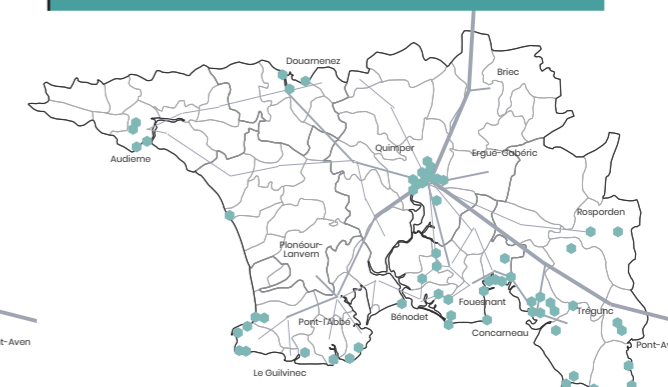 Douarnenez
Briec
Quimper
Ergué-Gabéric
Audierne
Rosporden
Plonéour-
Lanvern
Fouesnant
Trégunc
Bénodet
Pont-l'Abbé
Concarneau
t-Aven
Pont-Av
Le Guilvinec